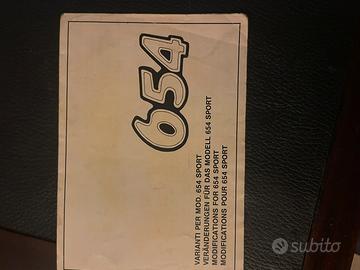 654
VARIANTI PER MOD. 654 SPORT
VERÄNDERUNGEN FÜR DAS MODELL 654 SPORT
MODIFICATIONS FOR 654 SPORT
MODIFICATIONS POUR 654 SPORT
subito